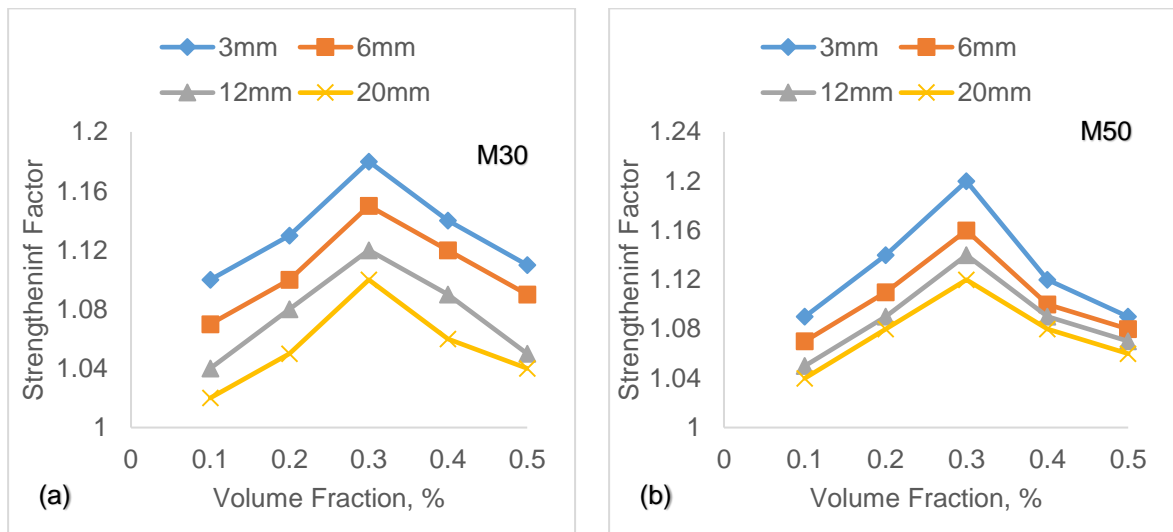 3mm 6mm
12mm 20mm
M30
Strengtheninf Factor
1.2
1.16
1.12
1.08
1.04
1
0 0.1 0.2 0.3 0.4 0.5
Volume Fraction, %
(a)
3mm 6mm
12mm 20mm
M50
Strengtheninf Factor
1.24
1.2
1.16
1.12
1.08
1.04
1
0 0.1 0.2 0.3 0.4 0.5
Volume Fraction, %
(b)